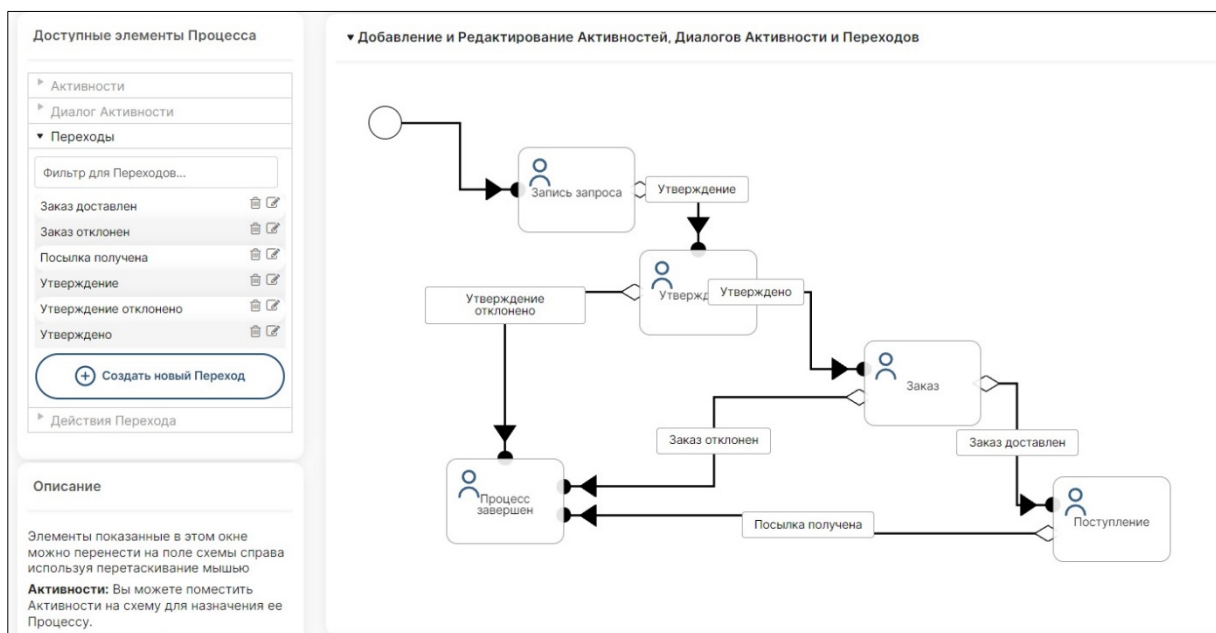 Доступные элементы Процесса
Активности
Диалог Активности
Переходы
Фильтр для Переходов...
Заказ доставлен
Заказ отклонен
Посылка получена
Утверждение
Утверждение отклонено
Утверждено
Создать новый Переход
Действия Перехода
Описание
Элементы показанные в этом окне
можно перенести на поле схемы справа
используя перетаскивание мышью
Активности: Вы можете поместить
Активности на схему для назначения ее
Процессу.
Добавление и Редактирование Активностей, Диалогов Активности и Переходов
Запись запроса
Утверждение
Утвержд
Утверждено
Утверждение
отклонено
Заказ
Заказ отклонен
Заказ доставлен
Процесс
завершен
Посылка получена
Поступление